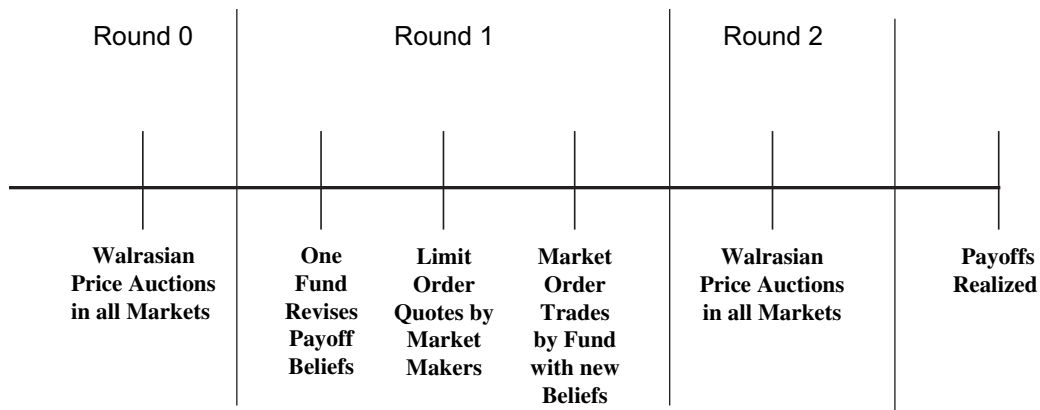 Round 0
Round 1
Round 2
Walrasian
Price Auctions
in all Markets
One
Fund
Revises
Payoff
Beliefs
Limit
Order
Quotes by
Market
Makers
Market
Order
Trades
by Fund
with new
Beliefs
Walrasian
Price Auctions
in all Markets
Payoffs
Realized